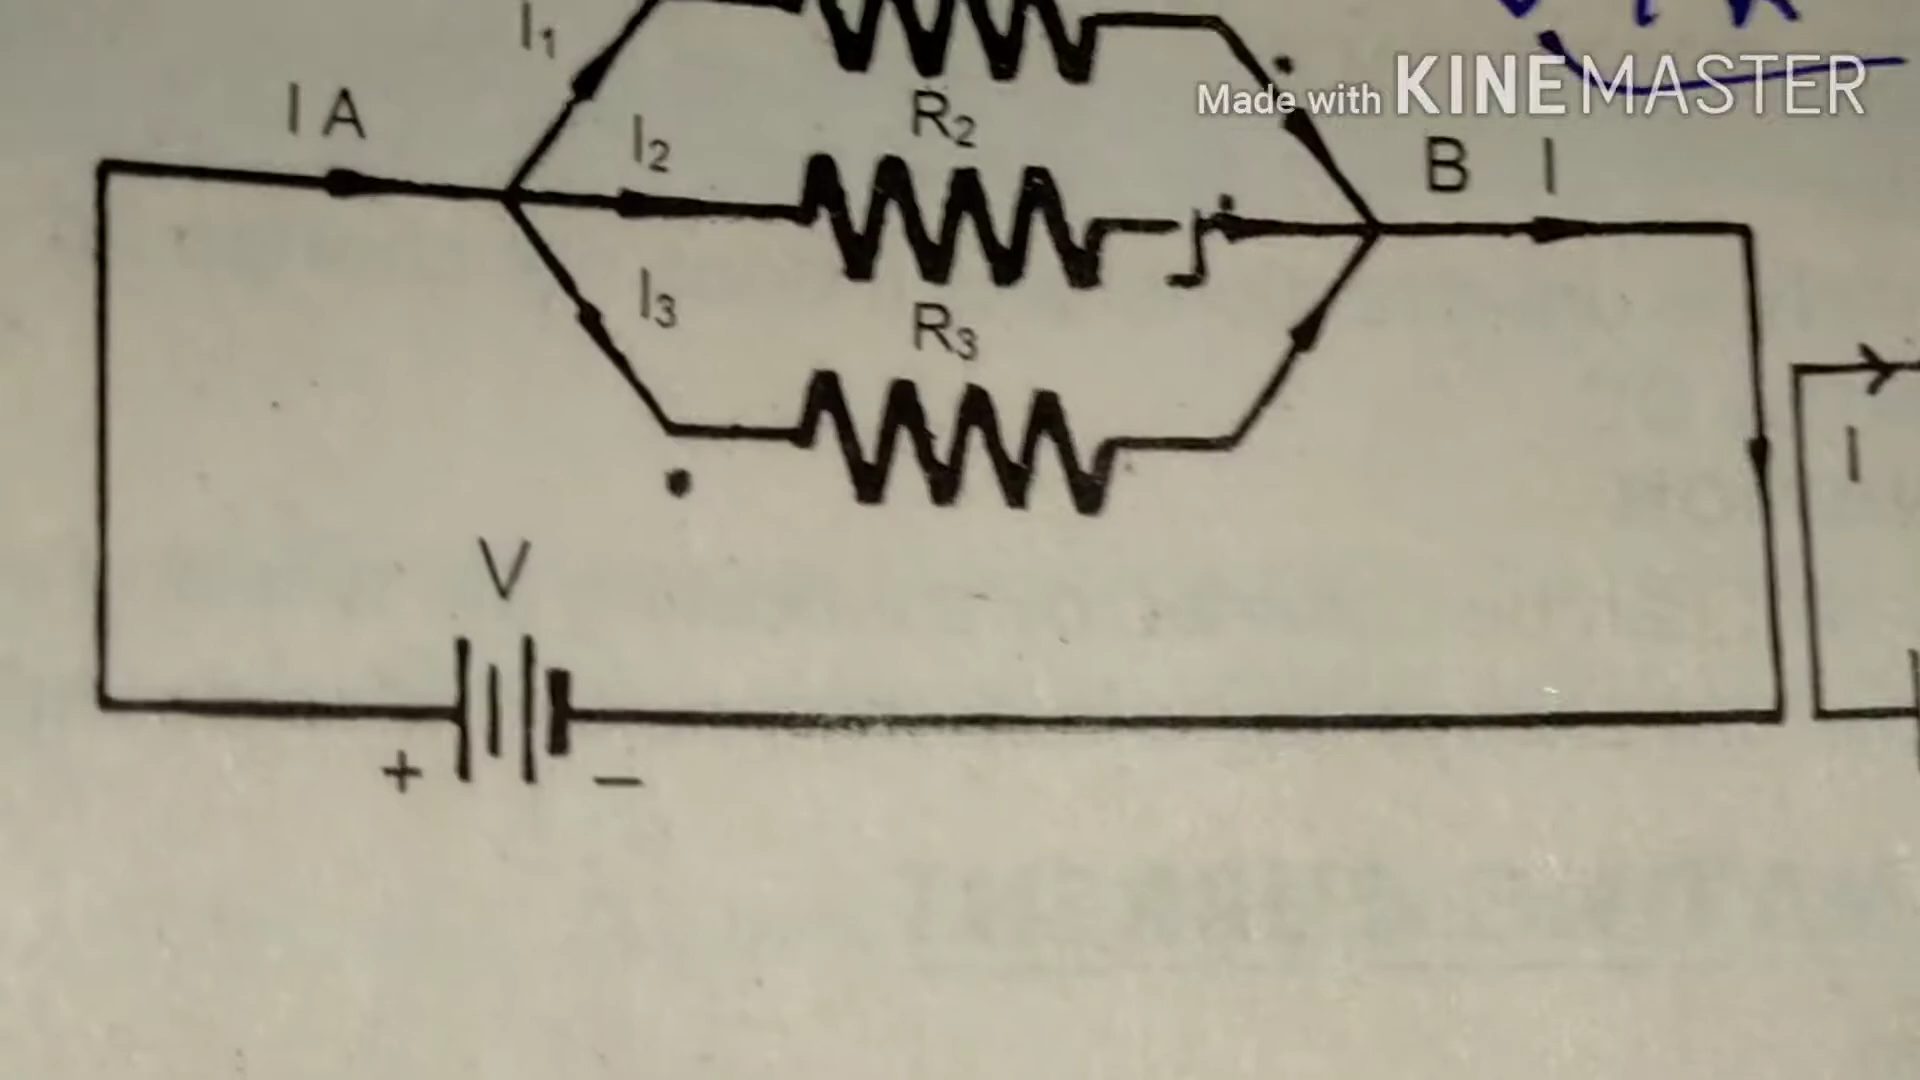 I₁
Made with KINEMASTER
I A
I₂
R₂
B I
I₃
R₃
I
V
+ −